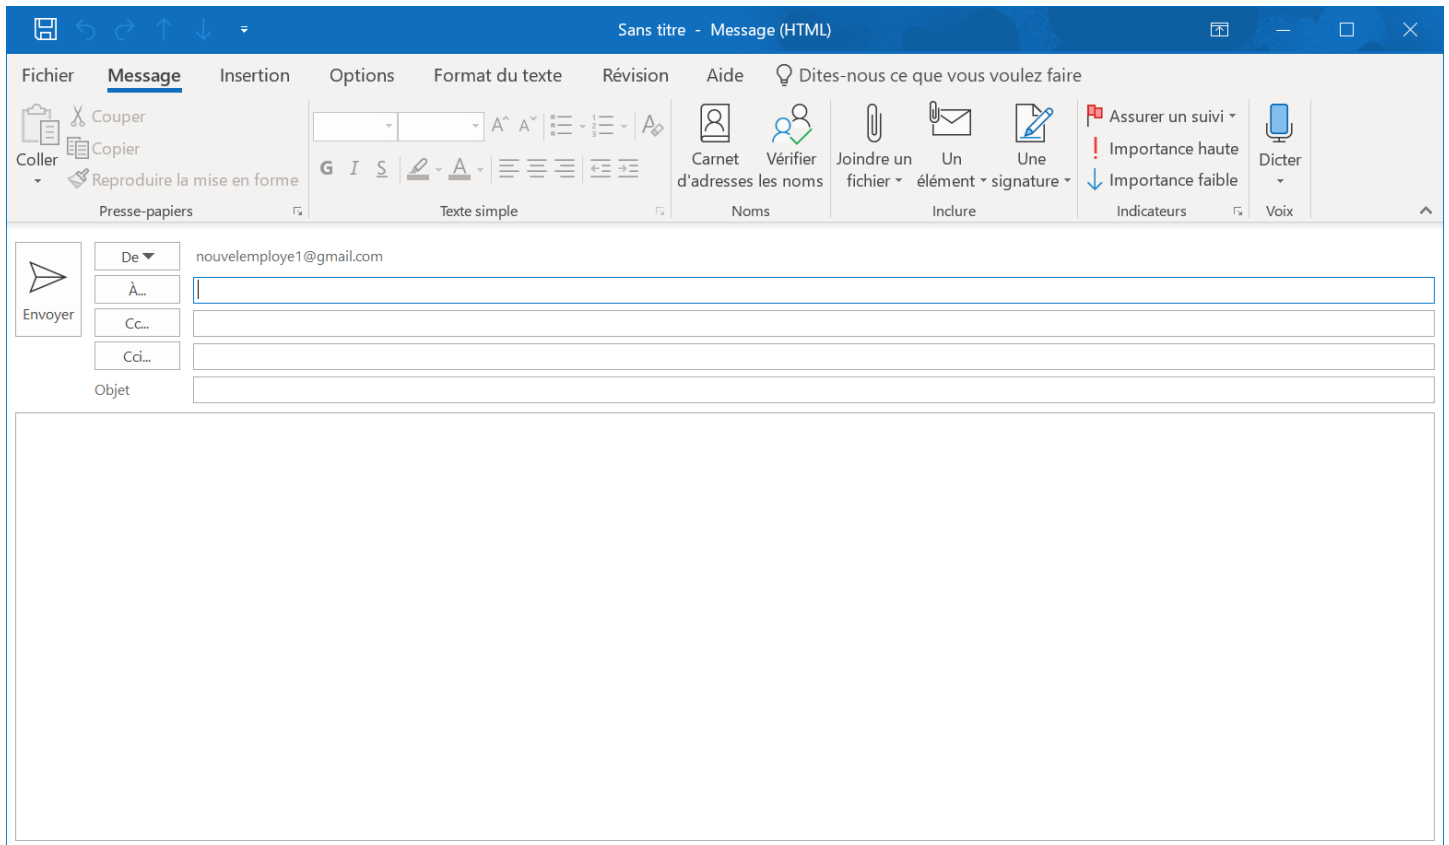 Sans titre - Message (HTML)
Fichier Message Insertion Options Format du texte Révision Aide Dites-nous ce que vous voulez faire
Coller
Couper
Copier
Reproduire la mise en forme
Presse-papiers
G I S A
Texte simple
Carnet d'adresses
Vérifier les noms
Noms
Joindre un fichier
Un élément
Une signature
Inclure
Assurer un suivi
Importance haute
Importance faible
Indicateurs
Dicter
Voix
Envoyer
De nouvelemploye1@gmail.com
À...
Cc...
Cci...
Objet